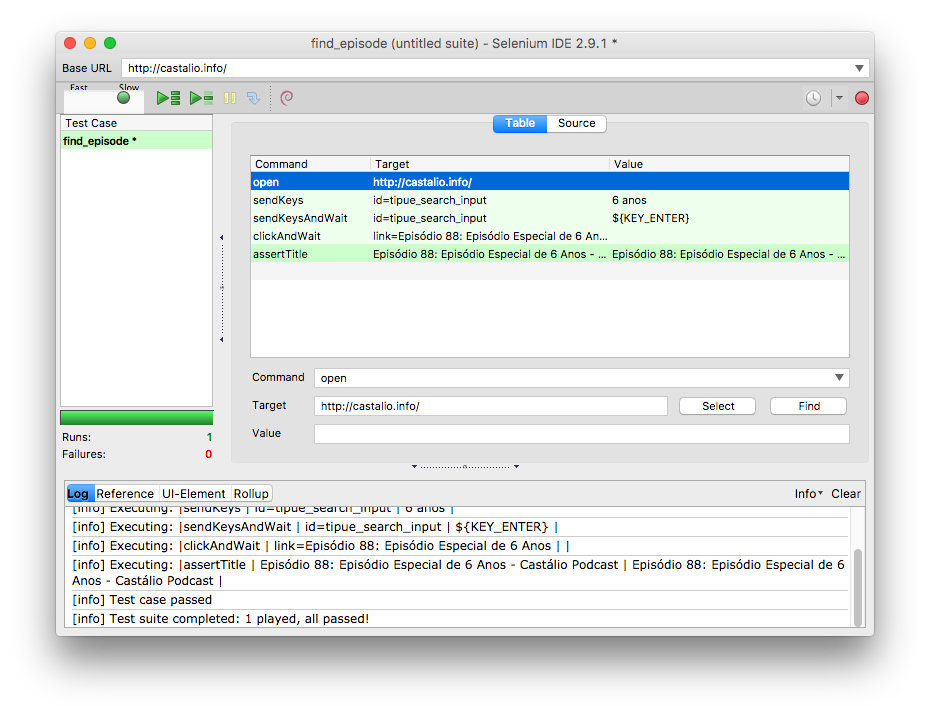 find_episode (untitled suite) - Selenium IDE 2.9.1 *
Base URL http://castalio.info/
Fast Slow
Test Case
find_episode *
Runs: 1
Failures: 0
Table Source
Command Target Value
open http://castalio.info/
sendKeys id=tipue_search_input 6 anos
sendKeysAndWait id=tipue_search_input ${KEY_ENTER}
clickAndWait link=Episódio 88: Episódio Especial de 6 An...
assertTitle Episódio 88: Episódio Especial de 6 Anos - ... Episódio 88: Episódio Especial de 6 Anos - ...
Command open
Target http://castalio.info/ Select Find
Value
Log Reference UI-Element Rollup Info Clear
[info] Executing: |sendKeys | id=tipue_search_input | 6 anos |
[info] Executing: |sendKeysAndWait | id=tipue_search_input | ${KEY_ENTER} |
[info] Executing: |clickAndWait | link=Episódio 88: Episódio Especial de 6 Anos | |
[info] Executing: |assertTitle | Episódio 88: Episódio Especial de 6 Anos - Castálio Podcast | Episódio 88: Episódio Especial de 6
Anos - Castálio Podcast |
[info] Test case passed
[info] Test suite completed: 1 played, all passed!